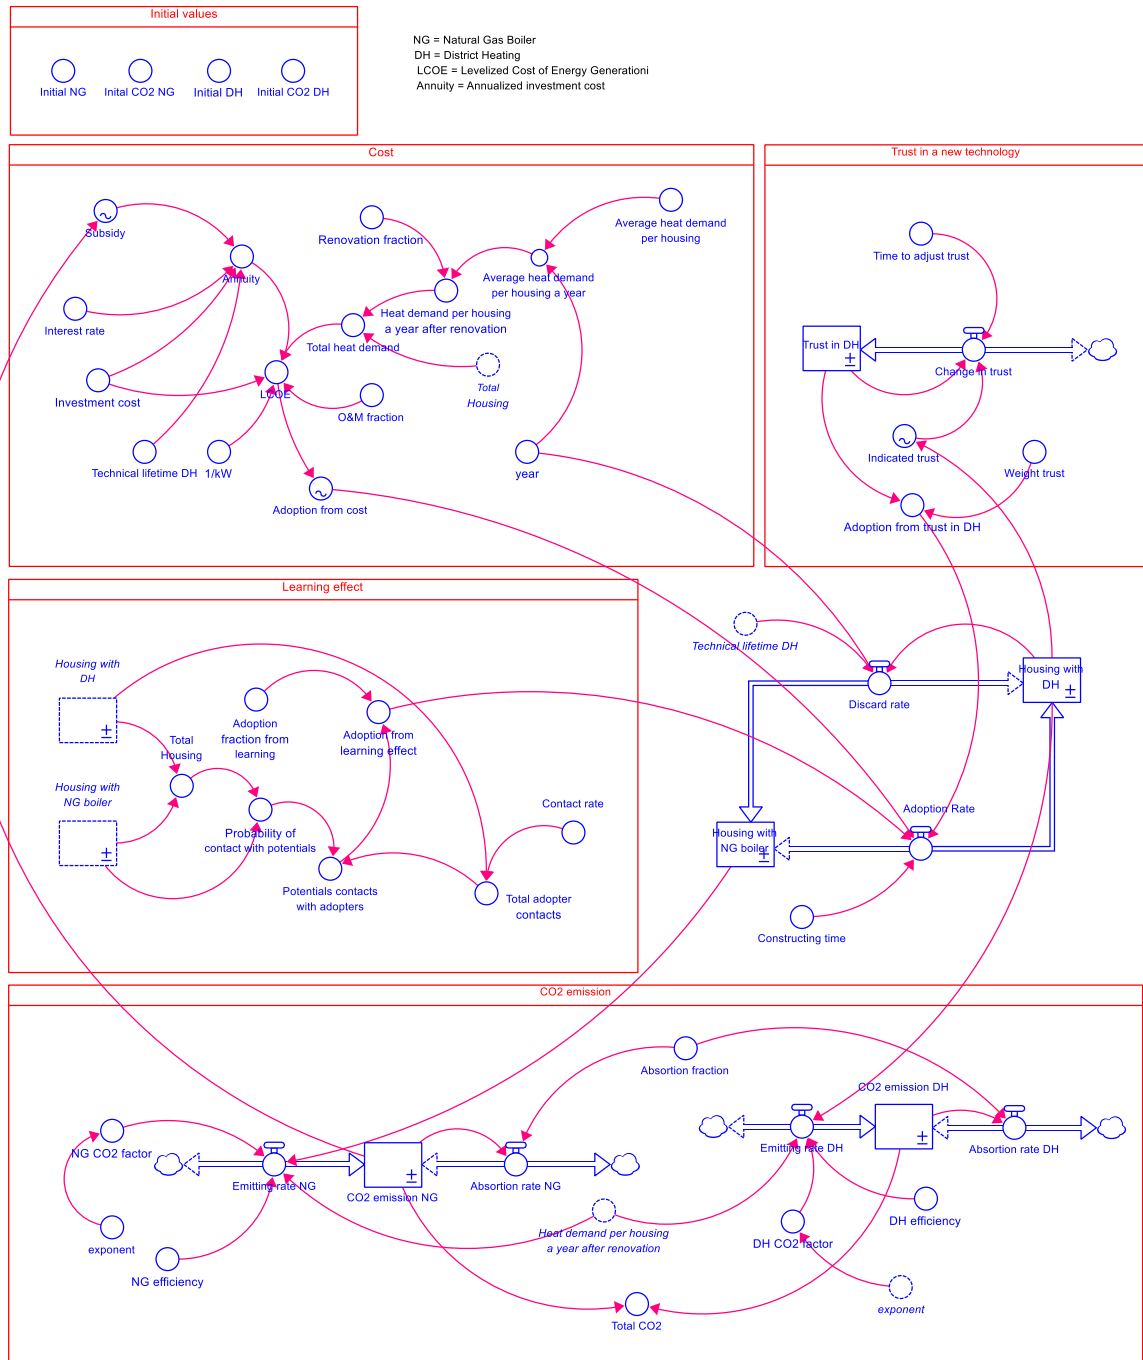 Initial values
Initial NG
Inital CO2 NG
Initial DH
Initial CO2 DH
NG = Natural Gas Boiler
DH = District Heating
LCOE = Levelized Cost of Energy Generationi
Annuity = Annualized investment cost
Cost
Subsidy
Annuity
Interest rate
Investment cost
Technical lifetime DH
1/kW
LCOE
Adoption from cost
Renovation fraction
Average heat demand
per housing
Average heat demand
per housing a year
Heat demand per housing
a year after renovation
Total heat demand
Total
Housing
O&M fraction
year
Trust in a new technology
Time to adjust trust
Trust in DH
±
Change in trust
Indicated trust
Weight trust
Adoption from trust in DH
Learning effect
Housing with
DH
±
Adoption
fraction from
learning
Adoption from
learning effect
Total
Housing
Housing with
NG boiler
±
Probability of
contact with potentials
Contact rate
Potentials contacts
with adopters
Total adopter
contacts
Technical lifetime DH
Discard rate
Housing with
DH
±
Adoption Rate
Housing with
NG boiler
±
Constructing time
CO2 emission
Absortion fraction
NG CO2 factor
Emitting rate NG
CO2 emission NG
±
Absortion rate NG
exponent
NG efficiency
CO2 emission DH
±
Emitting rate DH
Absortion rate DH
Heat demand per housing
a year after renovation
DH CO2 factor
DH efficiency
exponent
Total CO2